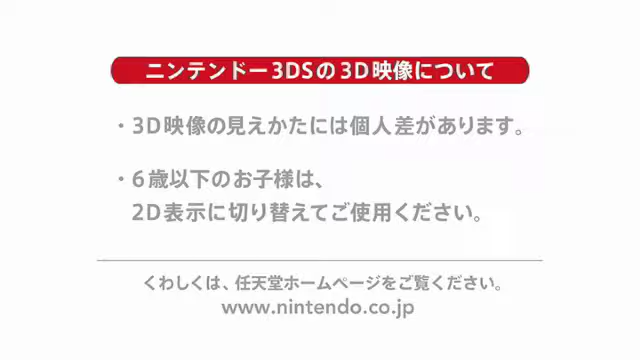 ニンテンドー3DSの3D映像について
・3D映像の見えかたには個人差があります。
・6歳以下のお子様は、
2D表示に切り替えてご使用ください。
くわしくは、任天堂ホームページをご覧ください。
www.nintendo.co.jp